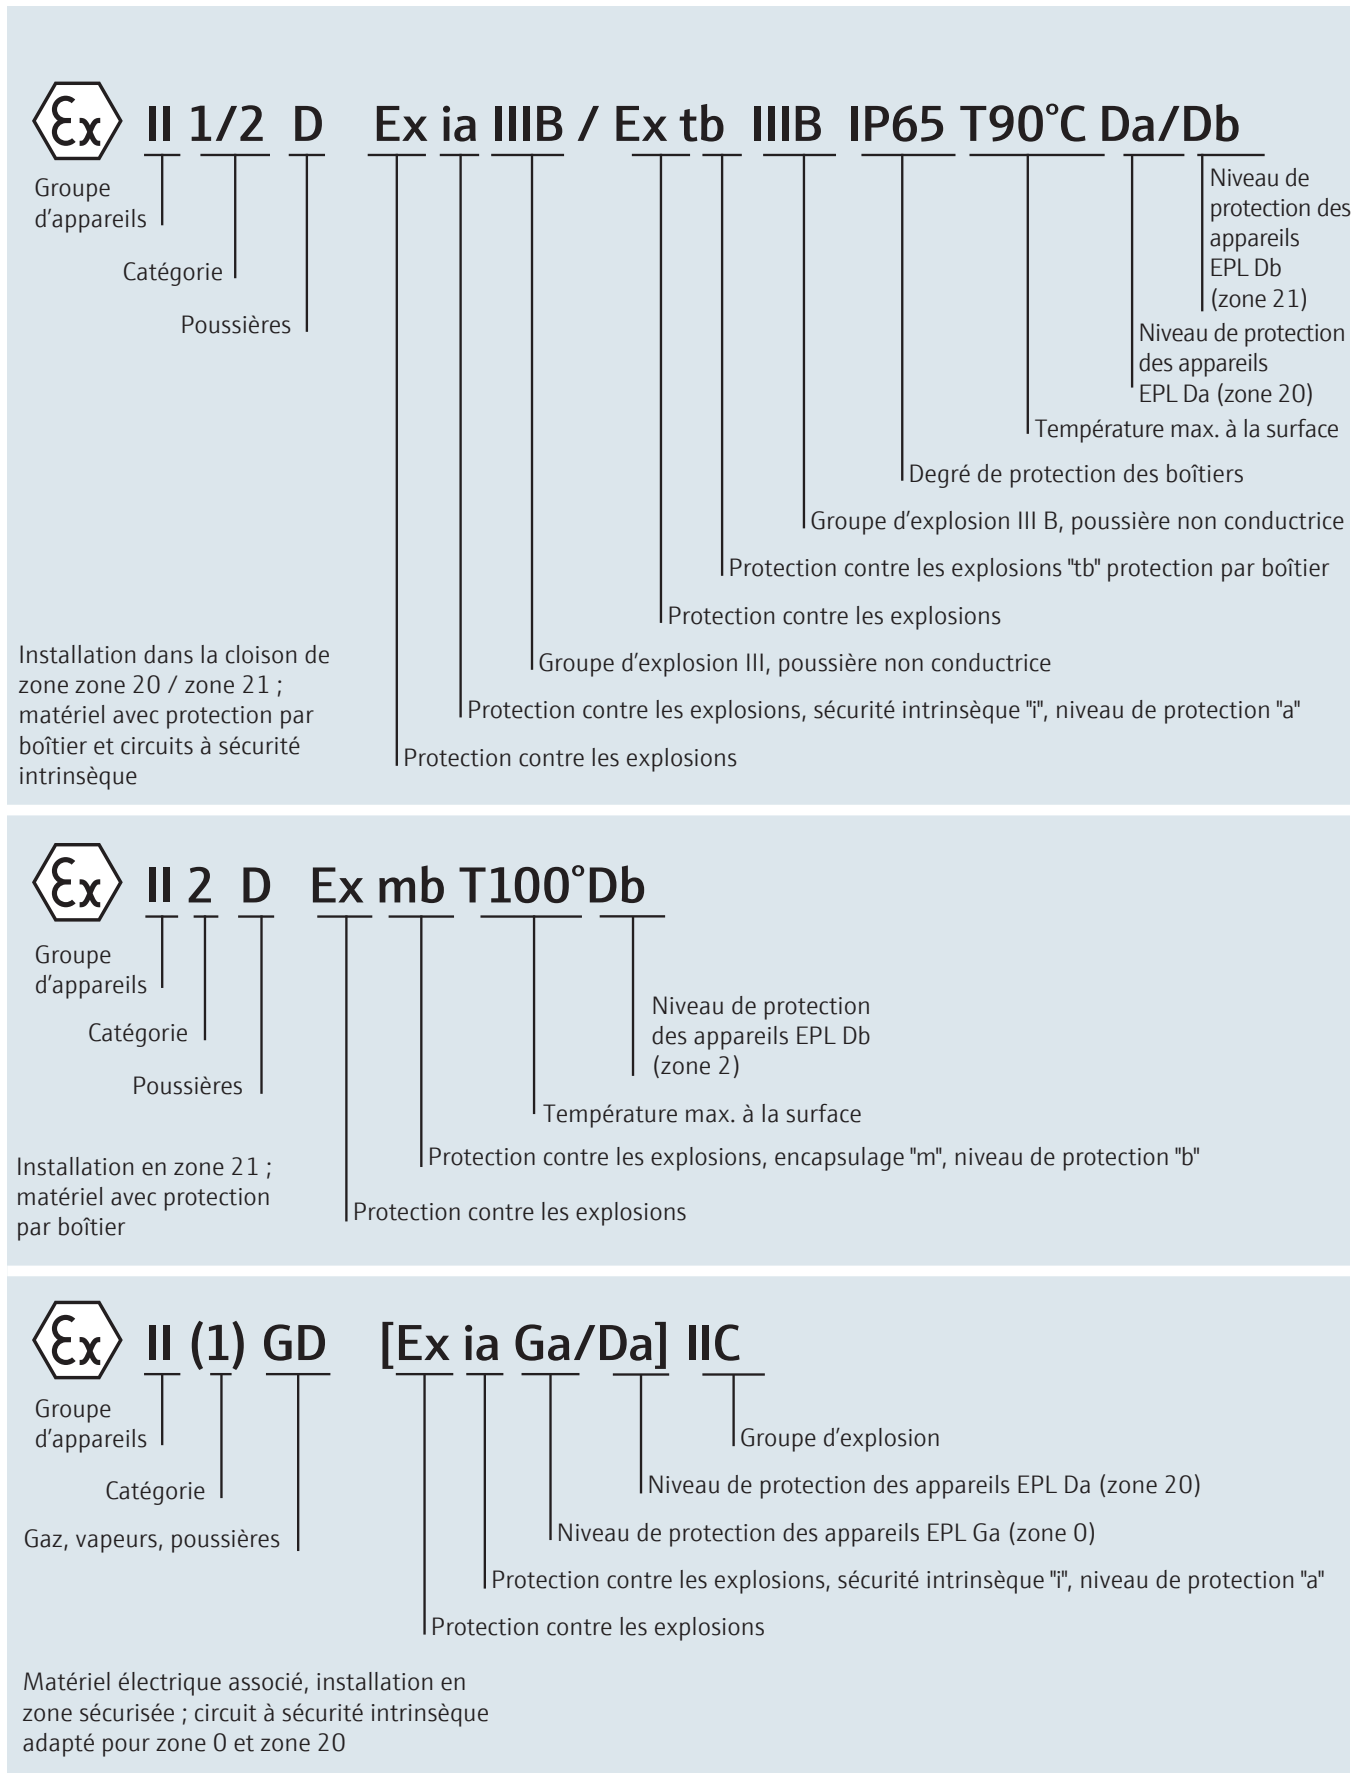 Ex II 1/2 D Ex ia IIIB / Ex tb IIIB IP65 T90°C Da/Db
Groupe
d'appareils
Catégorie
Poussières
Niveau de
protection des
appareils
EPL Db
(zone 21)
Niveau de protection
des appareils
EPL Da (zone 20)
Température max. à la surface
Degré de protection des boîtiers
Groupe d'explosion III B, poussière non conductrice
Protection contre les explosions "tb" protection par boîtier
Protection contre les explosions
Groupe d'explosion III, poussière non conductrice
Protection contre les explosions, sécurité intrinsèque "i", niveau de protection "a"
Protection contre les explosions
Installation dans la cloison de
zone zone 20 / zone 21 ;
matériel avec protection par
boîtier et circuits à sécurité
intrinsèque
Ex II 2 D Ex mb T100°Db
Groupe
d'appareils
Catégorie
Poussières
Niveau de protection
des appareils EPL Db
(zone 2)
Température max. à la surface
Protection contre les explosions, encapsulage "m", niveau de protection "b"
Protection contre les explosions
Installation en zone 21 ;
matériel avec protection
par boîtier
Ex II (1) GD [Ex ia Ga/Da] IIC
Groupe
d'appareils
Catégorie
Gaz, vapeurs, poussières
Groupe d'explosion
Niveau de protection des appareils EPL Da (zone 20)
Niveau de protection des appareils EPL Ga (zone 0)
Protection contre les explosions, sécurité intrinsèque "i", niveau de protection "a"
Protection contre les explosions
Matériel électrique associé, installation en
zone sécurisée ; circuit à sécurité intrinsèque
adapté pour zone 0 et zone 20